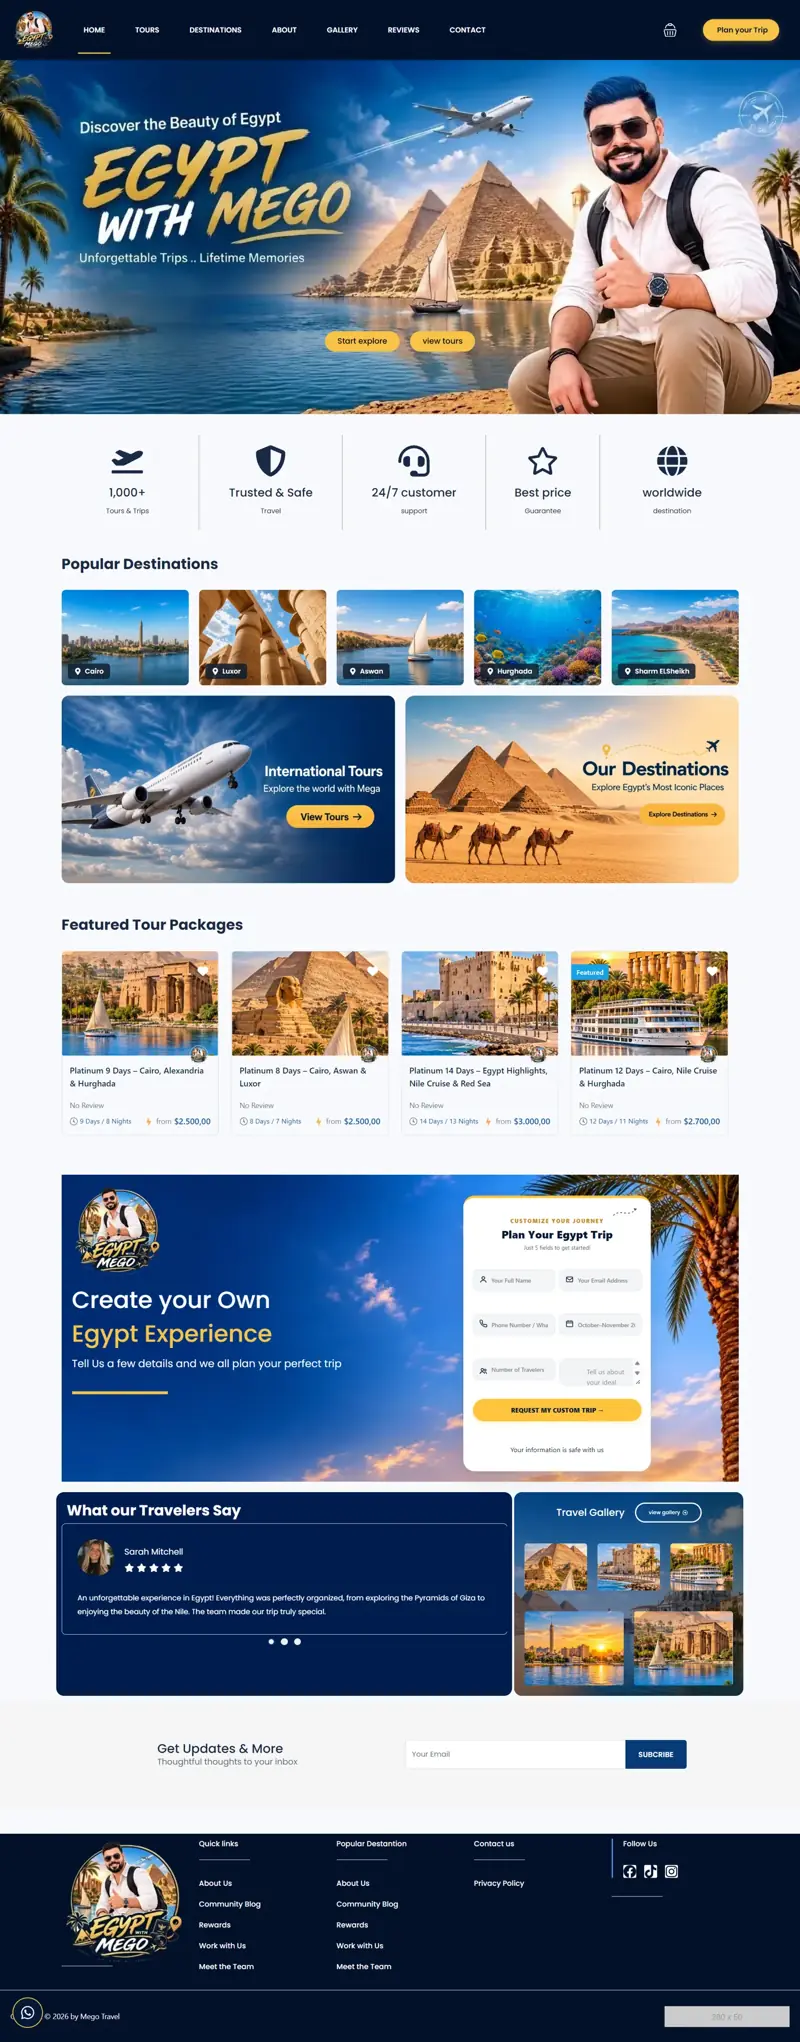 EGYPT
MEGO
HOME
TOURS
DESTINATIONS
ABOUT
GALLERY
REVIEWS
CONTACT
Plan your Trip
Discover the Beauty of Egypt
EGYPT
WITH MEGO
Unforgettable Trips .. Lifetime Memories
Start explore
view tours
1,000+
Tours & Trips
Trusted & Safe
Travel
24/7 customer
support
Best price
Guarantee
worldwide
destination
Popular Destinations
Cairo
Luxor
Aswan
Hurghada
Sharm ELSheikh
International Tours
Explore the world with Mega
View Tours →
Our Destinations
Explore Egypt's Most Iconic Places
Explore Destinations →
Featured Tour Packages
Platinum 9 Days – Cairo, Alexandria
& Hurghada
No Review
9 Days / 8 Nights
from $2.500,00
Platinum 8 Days – Cairo, Aswan &
Luxor
No Review
8 Days / 7 Nights
from $2.500,00
Platinum 14 Days – Egypt Highlights,
Nile Cruise & Red Sea
No Review
14 Days / 13 Nights
from $3.000,00
Featured
Platinum 12 Days – Cairo, Nile Cruise
& Hurghada
No Review
12 Days / 11 Nights
from $2.700,00
EGYPT
WITH
MEGO
Create your Own
Egypt Experience
Tell Us a few details and we all plan your perfect trip
CUSTOMIZE YOUR JOURNEY
Plan Your Egypt Trip
Just 5 fields to get started!
Your Full Name
Your Email Address
Phone Number / Wha
October-November 2
Number of Travelers
Tell us about
your ideal
REQUEST MY CUSTOM TRIP →
Your information is safe with us
What our Travelers Say
Sarah Mitchell
An unforgettable experience in Egypt! Everything was perfectly organized, from exploring the Pyramids of Giza to
enjoying the beauty of the Nile. The team made our trip truly special.
Travel Gallery
view gallery
Get Updates & More
Thoughtful thoughts to your inbox
Your Email
SUBCRIBE
EGYPT
WITH
MEGO
Quick links
About Us
Community Blog
Rewards
Work with Us
Meet the Team
Popular Destantion
About Us
Community Blog
Rewards
Work with Us
Meet the Team
Contact us
Privacy Policy
Follow Us
© 2026 by Mego Travel
380 x 50